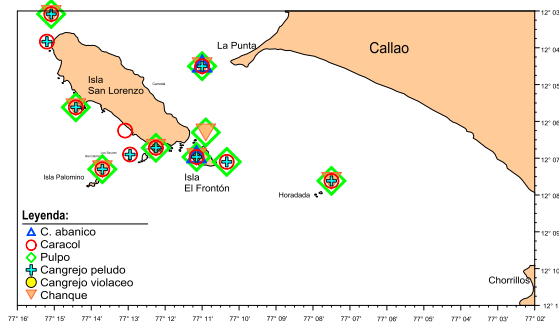 12° 03
12° 04
La Punta
Callao
Isla
San Lorenzo
12° 05
12° 06
12° 07
Isla Palomino
Isla
El Frontón
Horadada
12° 08
Leyenda:
C. abanico
Caracol
Pulpo
Cangrejo peludo
Cangrejo violaceo
Chanque
12° 09
12° 10
Chorrillos
12° 1
77° 16
77° 15
77° 14
77° 13
77° 12
77° 11
77° 10
77° 09
77° 08
77° 07
77° 06
77° 05
77° 04
77° 03
77° 02